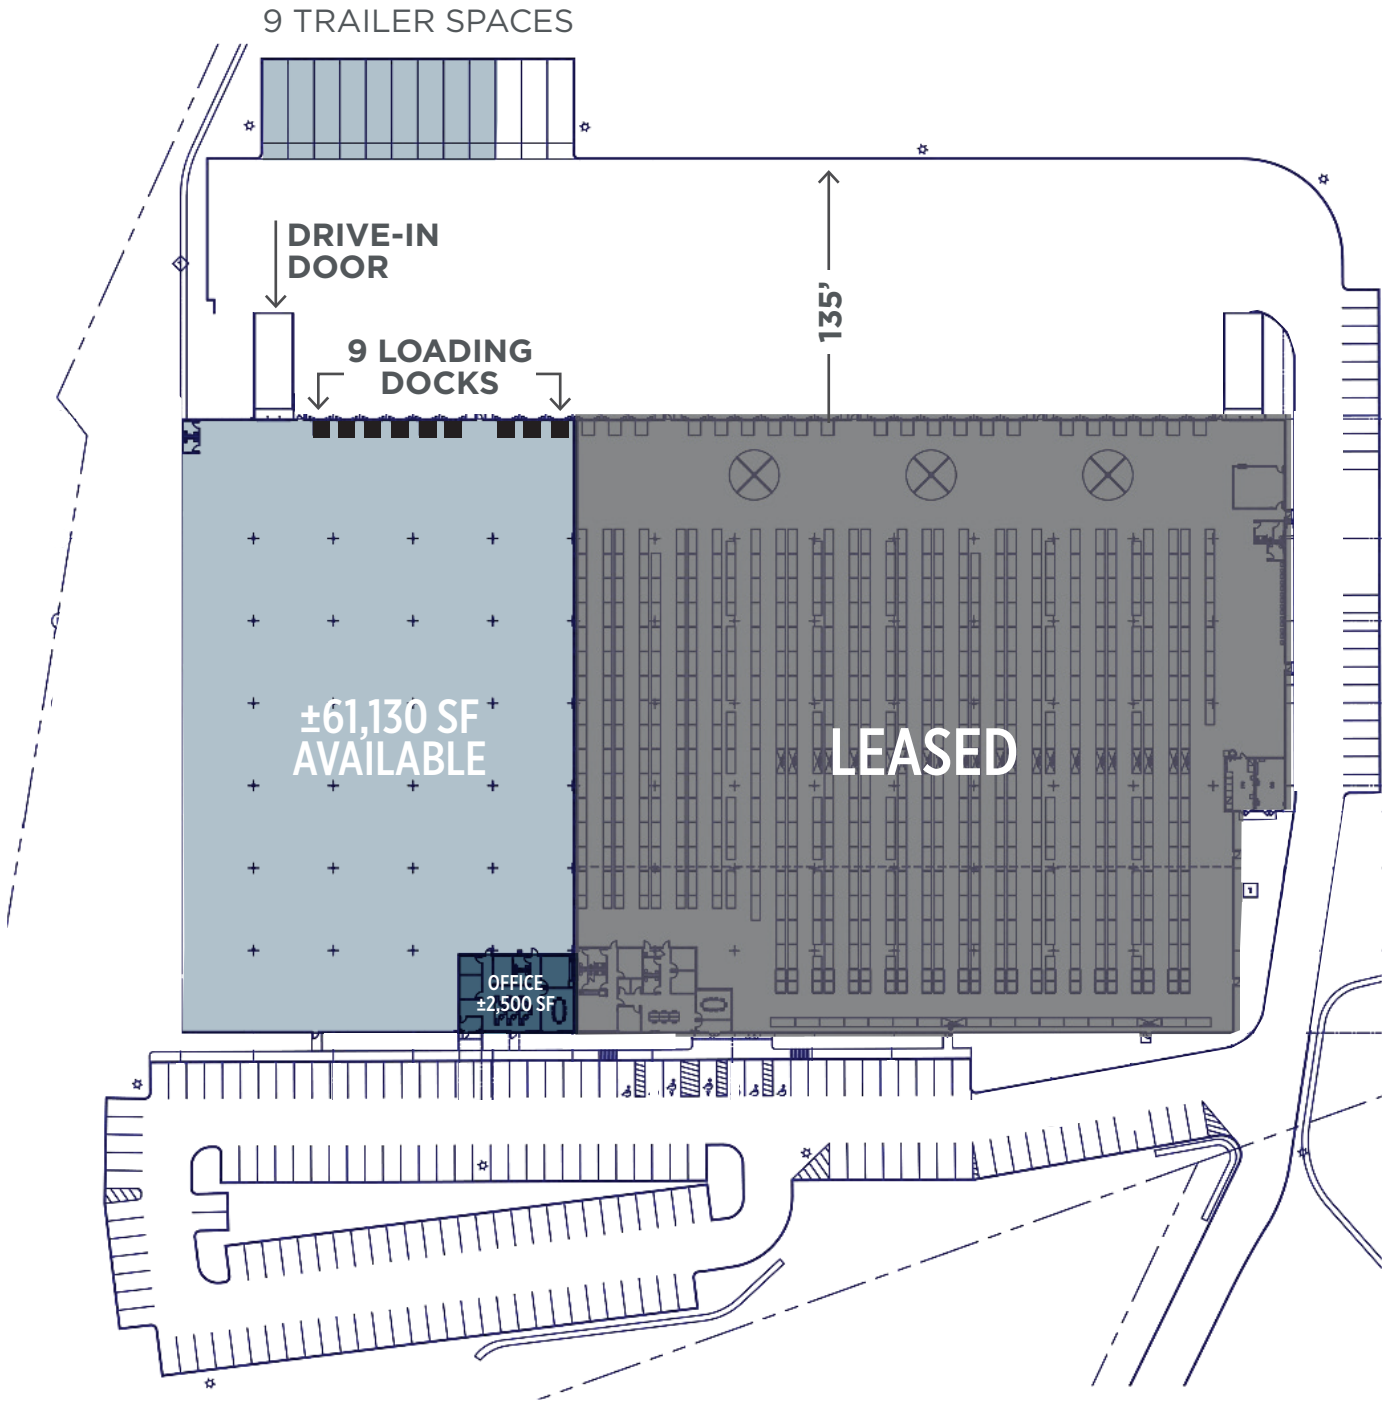 9 TRAILER SPACES
DRIVE-IN
DOOR
9 LOADING
DOCKS
135’
±61,130 SF
AVAILABLE
LEASED
OFFICE
±2,500 SF